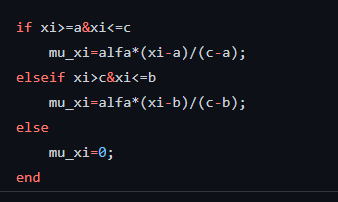 if xi>=a&xi<=c
mu_xi=alfa*(xi-a)/(c-a);
elseif xi>c&xi<=b
mu_xi=alfa*(xi-b)/(c-b);
else
mu_xi=0;
end